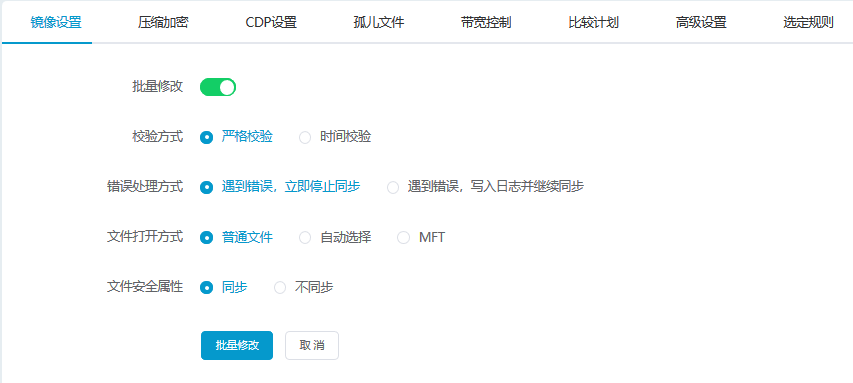 镜像设置 压缩加密 CDP设置 孤儿文件 带宽控制 比较计划 高级设置 选定规则
批量修改
校验方式 严格校验 时间校验
错误处理方式 遇到错误，立即停止同步 遇到错误，写入日志并继续同步
文件打开方式 普通文件 自动选择 MFT
文件安全属性 同步 不同步
批量修改 取消